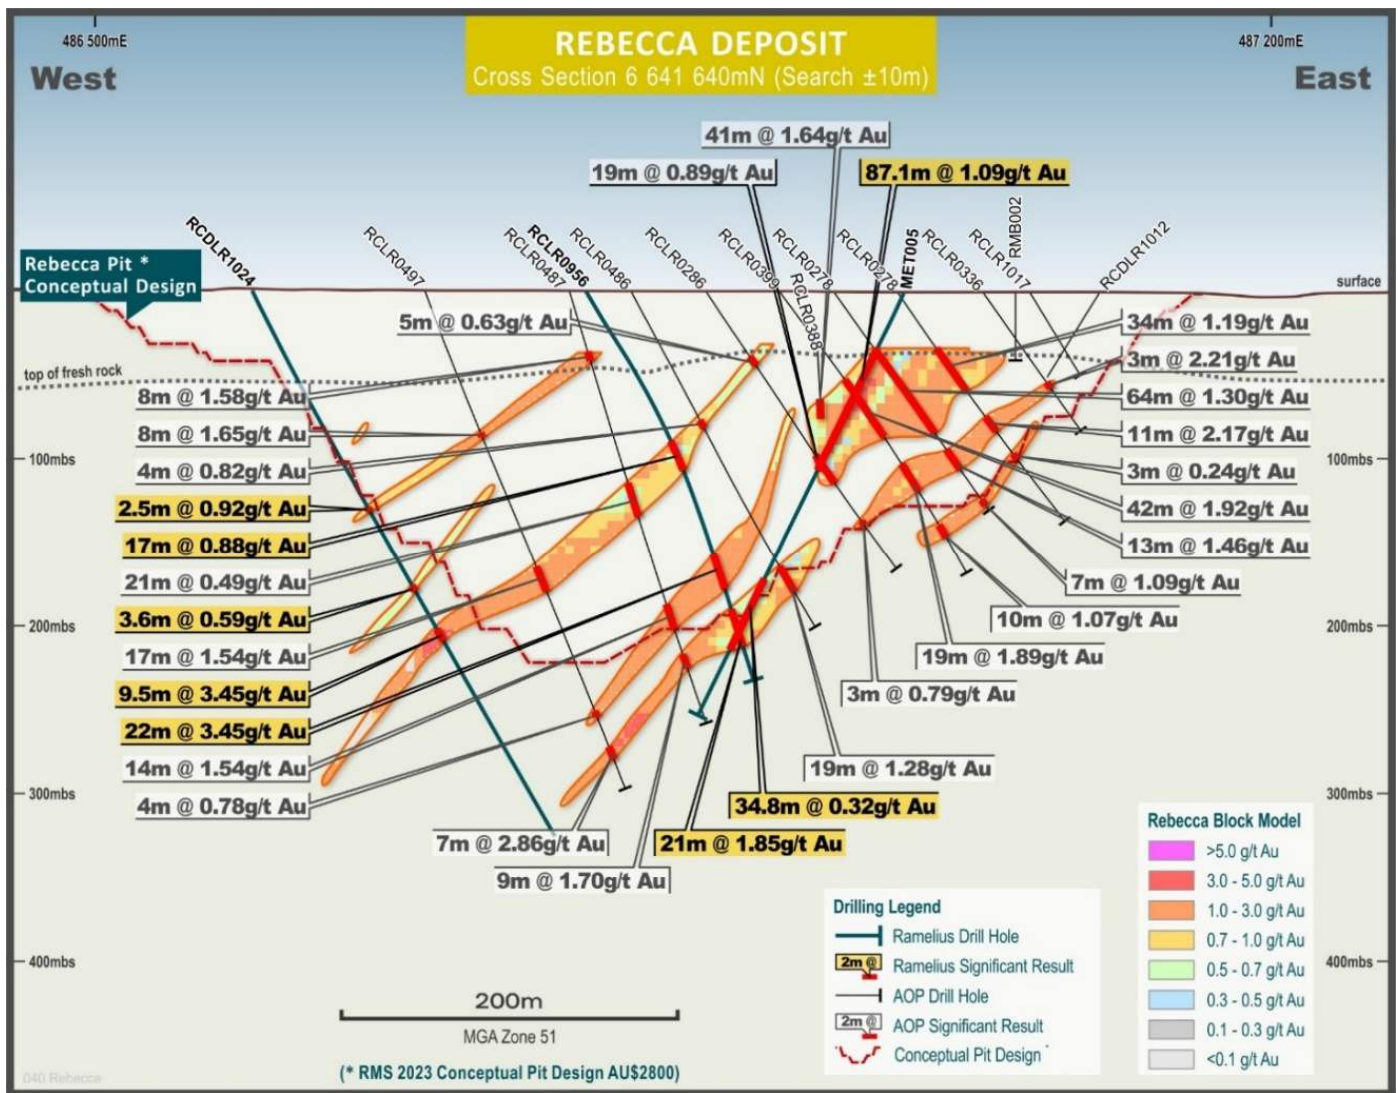 486 500mE
REBECCA DEPOSIT
487 200mE
West
Cross Section 6 641 640mN (Search ±10m)
East
41m @ 1.64g/t Au
19m @ 0.89g/t Au
87.1m @ 1.09g/t Au
RCDLR1024
RCLR0497
RCLR0487
RCLR0956
RCLR0486
RCLR0286
RCLR0399
RCLR0388
RCLR0278
RCLR0278
MET005
RCLR0336
RCLR1017
RMB002
RCDLR1012
Rebecca Pit *
Conceptual Design
surface
5m @ 0.63g/t Au
34m @ 1.19g/t Au
top of fresh rock
3m @ 2.21g/t Au
8m @ 1.58g/t Au
64m @ 1.30g/t Au
8m @ 1.65g/t Au
11m @ 2.17g/t Au
100mbs
4m @ 0.82g/t Au
3m @ 0.24g/t Au
100mbs
2.5m @ 0.92g/t Au
42m @ 1.92g/t Au
17m @ 0.88g/t Au
13m @ 1.46g/t Au
21m @ 0.49g/t Au
7m @ 1.09g/t Au
3.6m @ 0.59g/t Au
10m @ 1.07g/t Au
200mbs
200mbs
17m @ 1.54g/t Au
19m @ 1.89g/t Au
9.5m @ 3.45g/t Au
3m @ 0.79g/t Au
22m @ 3.45g/t Au
14m @ 1.54g/t Au
19m @ 1.28g/t Au
300mbs
4m @ 0.78g/t Au
34.8m @ 0.32g/t Au
300mbs
7m @ 2.86g/t Au
21m @ 1.85g/t Au
9m @ 1.70g/t Au
Rebecca Block Model
>5.0 g/t Au
3.0 - 5.0 g/t Au
1.0 - 3.0 g/t Au
0.7 - 1.0 g/t Au
0.5 - 0.7 g/t Au
0.3 - 0.5 g/t Au
0.1 - 0.3 g/t Au
<0.1 g/t Au
Drilling Legend
Ramelius Drill Hole
2m @
Ramelius Significant Result
AOP Drill Hole
2m @
AOP Significant Result
Conceptual Pit Design
400mbs
400mbs
200m
MGA Zone 51
(* RMS 2023 Conceptual Pit Design AU$2800)
040 Rebecca